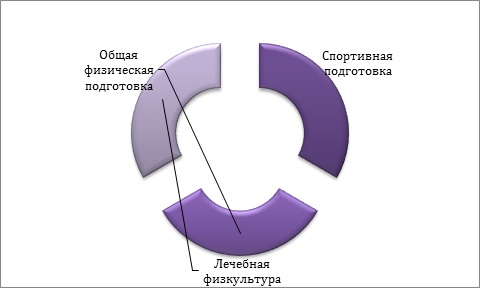 Общая
физическая
подготовка
Спортивная
подготовка
Лечебная
физкультура